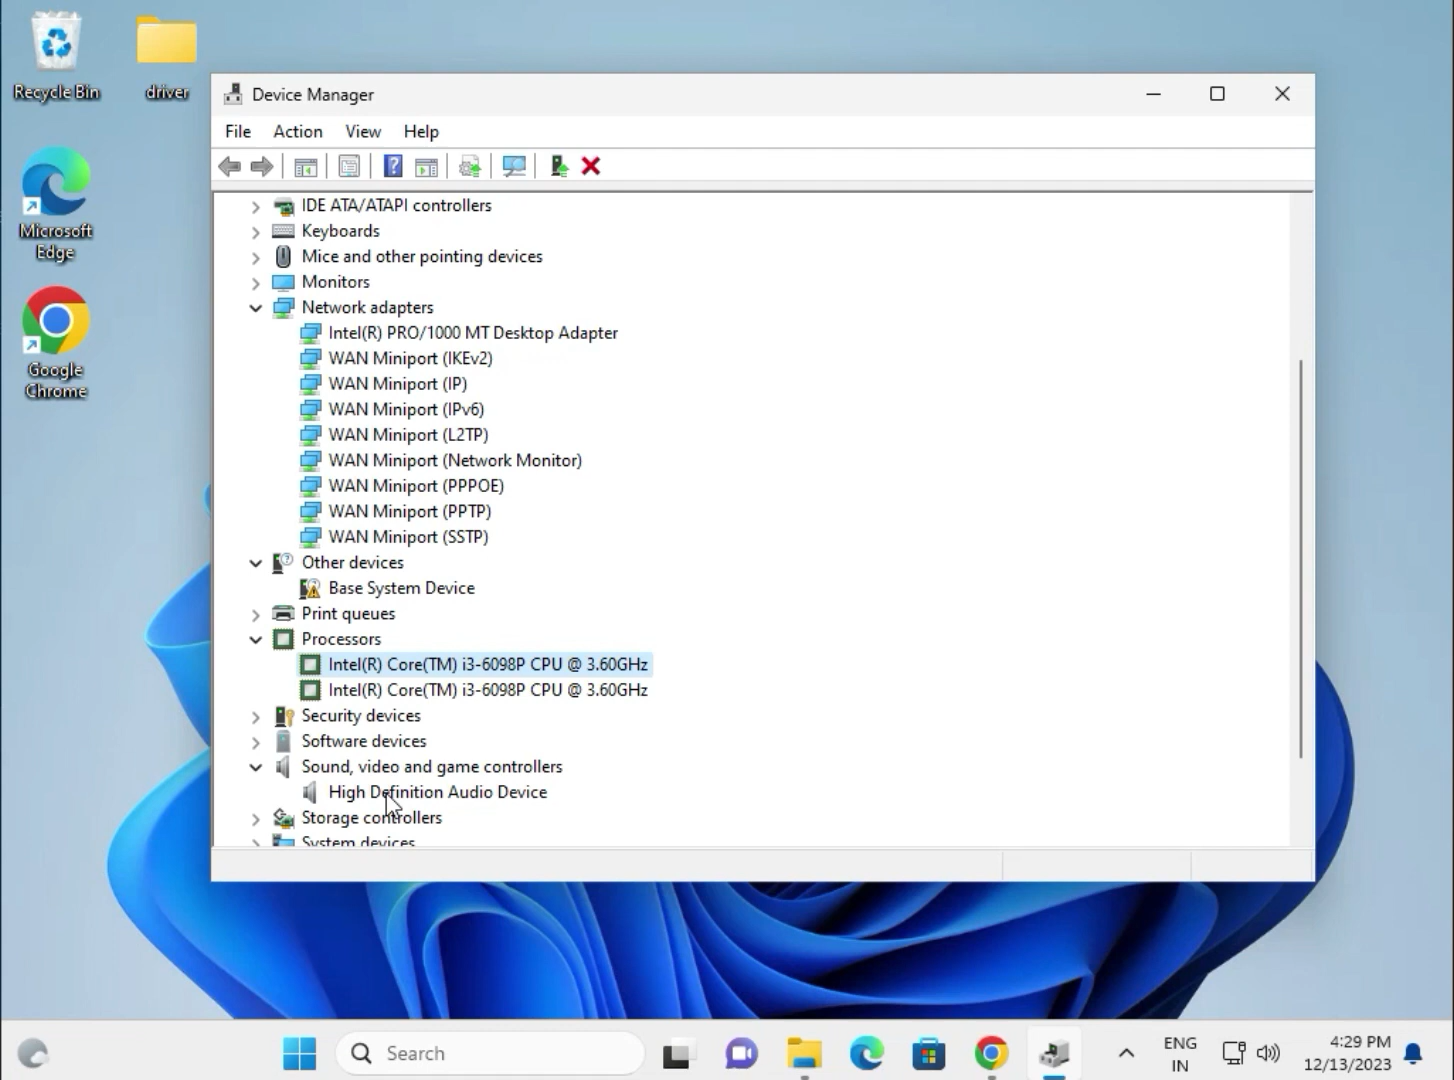 Recycle Bin
driver
Microsoft
Edge
Google
Chrome
Device Manager
File Action View Help
IDE ATA/ATAPI controllers
Keyboards
Mice and other pointing devices
Monitors
Network adapters
Intel(R) PRO/1000 MT Desktop Adapter
WAN Miniport (IKEv2)
WAN Miniport (IP)
WAN Miniport (IPv6)
WAN Miniport (L2TP)
WAN Miniport (Network Monitor)
WAN Miniport (PPPOE)
WAN Miniport (PPTP)
WAN Miniport (SSTP)
Other devices
Base System Device
Print queues
Processors
Intel(R) Core(TM) i3-6098P CPU @ 3.60GHz
Intel(R) Core(TM) i3-6098P CPU @ 3.60GHz
Security devices
Software devices
Sound, video and game controllers
High Definition Audio Device
Storage controllers
System devices
Search
ENG
IN
4:29 PM
12/13/2023